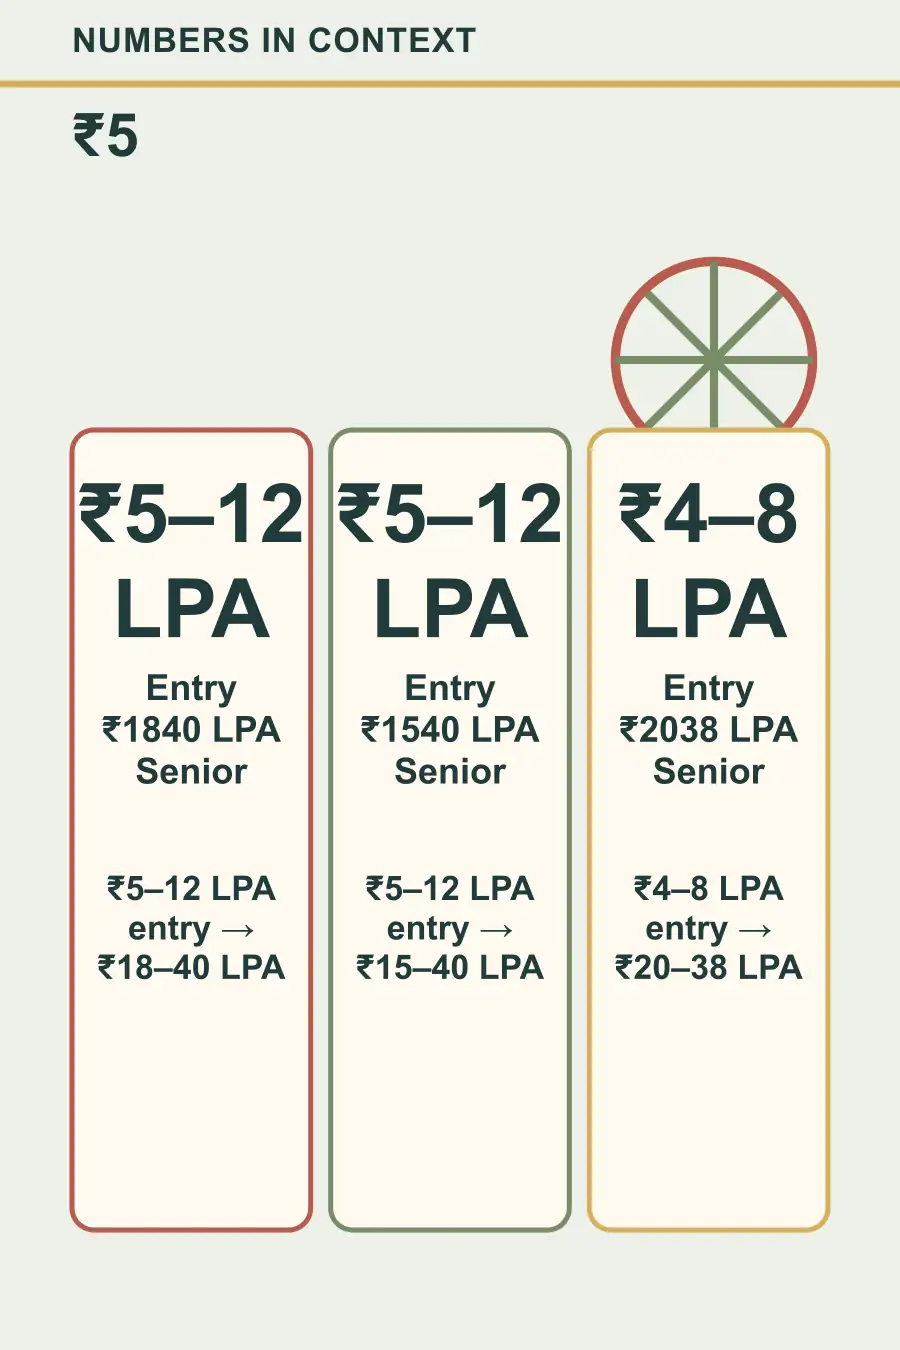 NUMBERS IN CONTEXT
₹5
₹5–12
LPA
Entry
₹1840 LPA
Senior
₹5–12 LPA
entry →
₹18–40 LPA
₹5–12
LPA
Entry
₹1540 LPA
Senior
₹5–12 LPA
entry →
₹15–40 LPA
₹4–8
LPA
Entry
₹2038 LPA
Senior
₹4–8 LPA
entry →
₹20–38 LPA